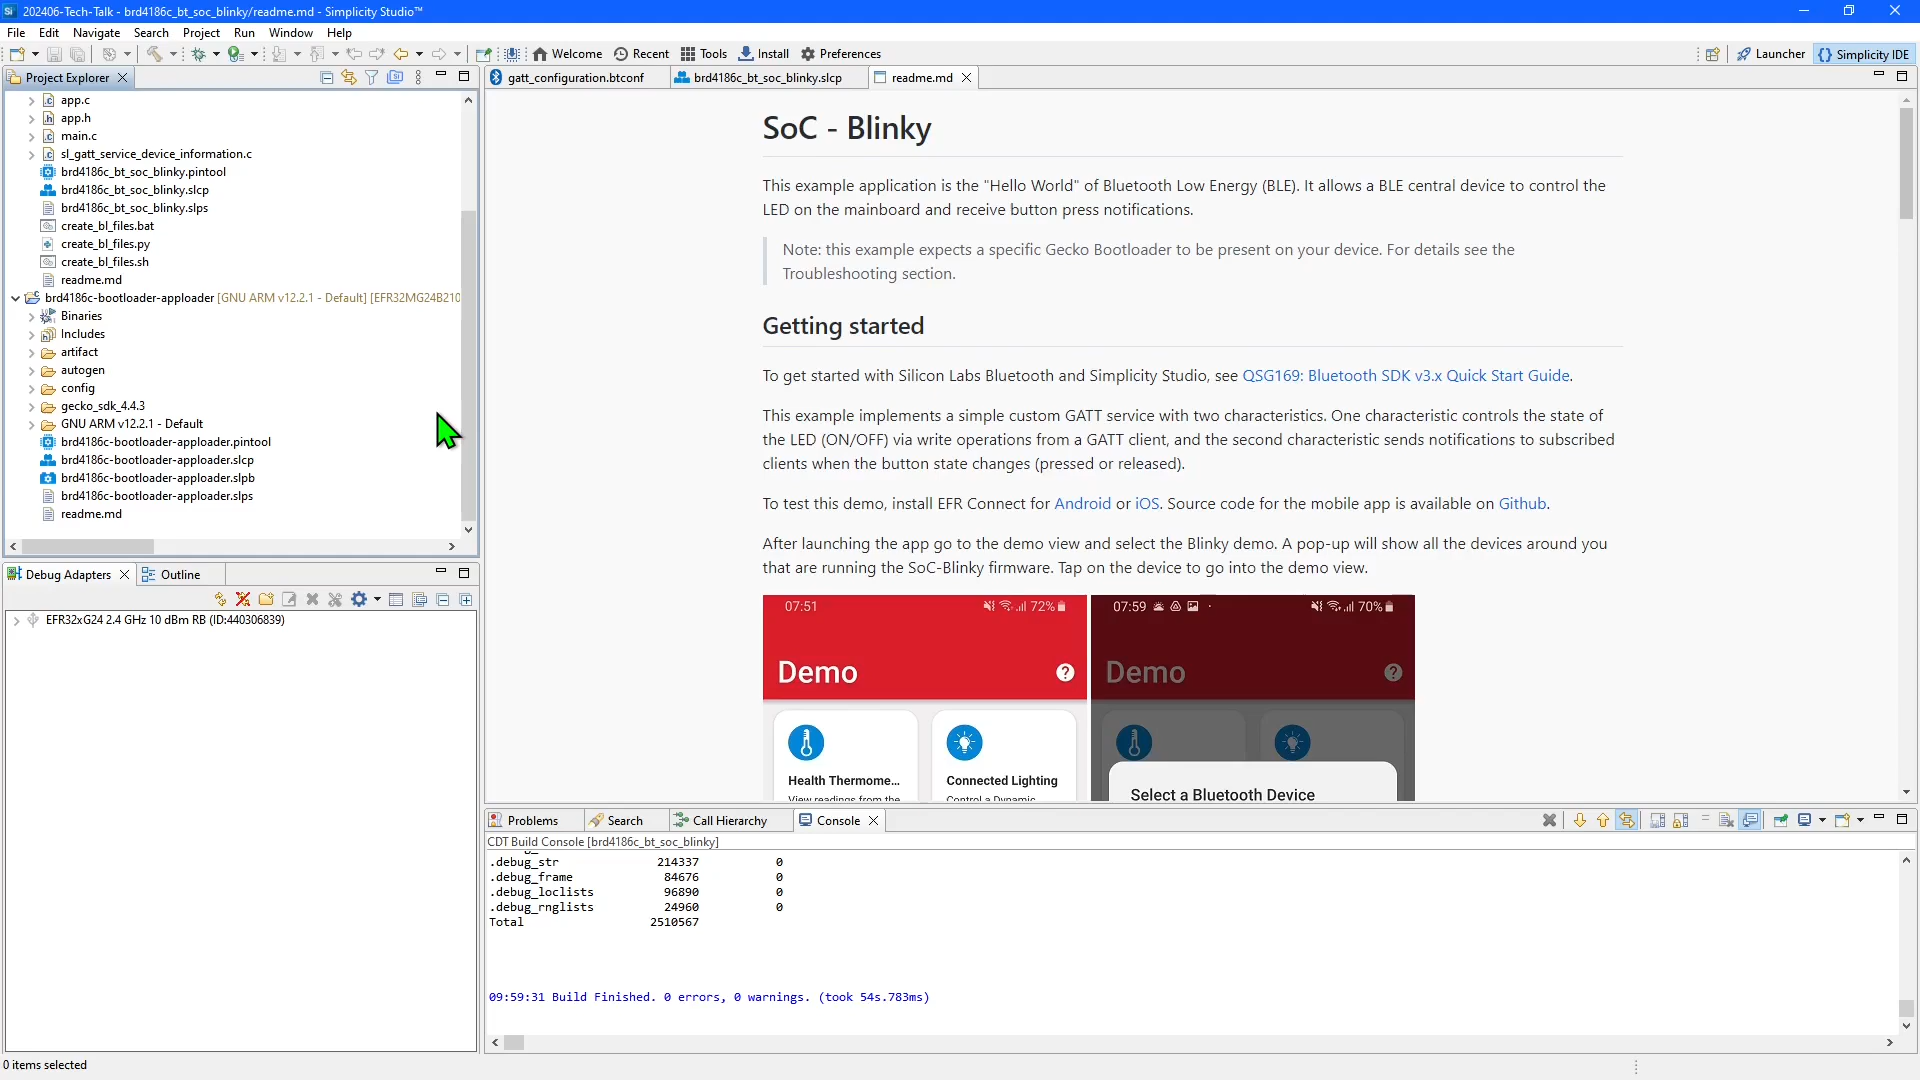 202406-Tech-Talk - brd4186c_bt_soc_blinky/readme.md - Simplicity Studio™
File Edit Navigate Search Project Run Window Help
Welcome Recent Tools Install Preferences Launcher Simplicity IDE
Project Explorer
app.c
app.h
main.c
sl_gatt_service_device_information.c
brd4186c_bt_soc_blinky.pintool
brd4186c_bt_soc_blinky.slcp
brd4186c_bt_soc_blinky.slps
create_bl_files.bat
create_bl_files.py
create_bl_files.sh
readme.md
brd4186c-bootloader-apploader [GNU ARM v12.2.1 - Default] [EFR32MG24B210
Binaries
Includes
artifact
autogen
config
gecko_sdk_4.4.3
GNU ARM v12.2.1 - Default
brd4186c-bootloader-apploader.pintool
brd4186c-bootloader-apploader.slcp
brd4186c-bootloader-apploader.slpb
brd4186c-bootloader-apploader.slps
readme.md
Debug Adapters Outline
EFR32xG24 2.4 GHz 10 dBm RB (ID:440306839)
0 items selected
gatt_configuration.btconf brd4186c_bt_soc_blinky.slcp readme.md
SoC - Blinky
This example application is the "Hello World" of Bluetooth Low Energy (BLE). It allows a BLE central device to control the
LED on the mainboard and receive button press notifications.
Note: this example expects a specific Gecko Bootloader to be present on your device. For details see the
Troubleshooting section.
Getting started
To get started with Silicon Labs Bluetooth and Simplicity Studio, see QSG169: Bluetooth SDK v3.x Quick Start Guide.
This example implements a simple custom GATT service with two characteristics. One characteristic controls the state of
the LED (ON/OFF) via write operations from a GATT client, and the second characteristic sends notifications to subscribed
clients when the button state changes (pressed or released).
To test this demo, install EFR Connect for Android or iOS. Source code for the mobile app is available on Github.
After launching the app go to the demo view and select the Blinky demo. A pop-up will show all the devices around you
that are running the SoC-Blinky firmware. Tap on the device to go into the demo view.
07:51 72%
Demo ?
Health Thermome...
View readings from the
Connected Lighting
Control a Dynamic
07:59 70%
Demo ?
Select a Bluetooth Device
Problems Search Call Hierarchy Console
CDT Build Console [brd4186c_bt_soc_blinky]
.debug_str 214337 0
.debug_frame 84676 0
.debug_loclists 96890 0
.debug_rnglists 24960 0
Total 2510567
09:59:31 Build Finished. 0 errors, 0 warnings. (took 54s.783ms)